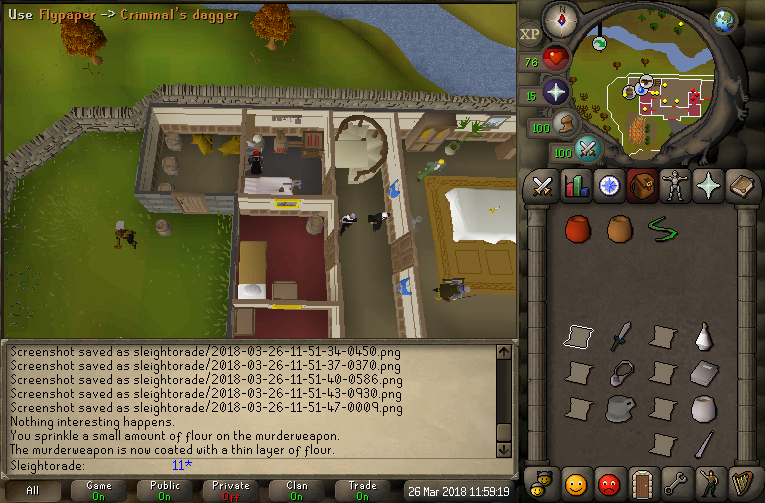 Use Flypaper -> Criminal's dagger
XP
76
15
100
100
Screenshot saved as sleightorade/2018-03-26-11-51-34-0450.png
Screenshot saved as sleightorade/2018-03-26-11-51-37-0370.png
Screenshot saved as sleightorade/2018-03-26-11-51-40-0586.png
Screenshot saved as sleightorade/2018-03-26-11-51-43-0930.png
Screenshot saved as sleightorade/2018-03-26-11-51-47-0009.png
Nothing interesting happens.
You sprinkle a small amount of flour on the murderweapon.
The murderweapon is now coated with a thin layer of flour.
Sleightorade: 11*
All Game On Public On Private Off Clan On Trade On 26 Mar 2018 11:59:19